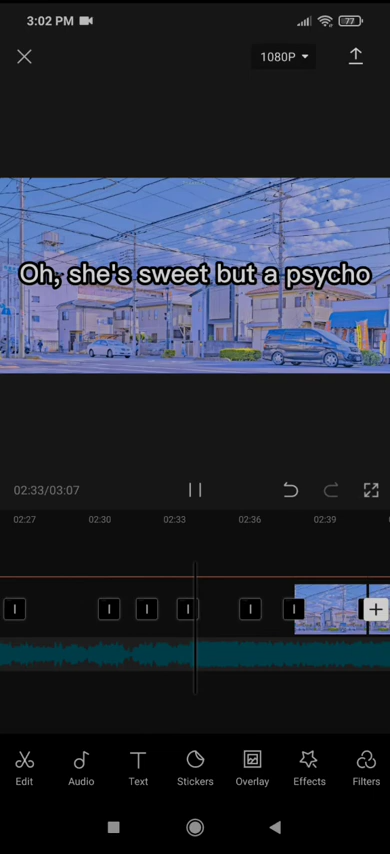 3:02 PM
77
1080P
Oh, she's sweet but a psycho
02:33/03:07
02:27 02:30 02:33 02:36 02:39
Edit Audio Text Stickers Overlay Effects Filters